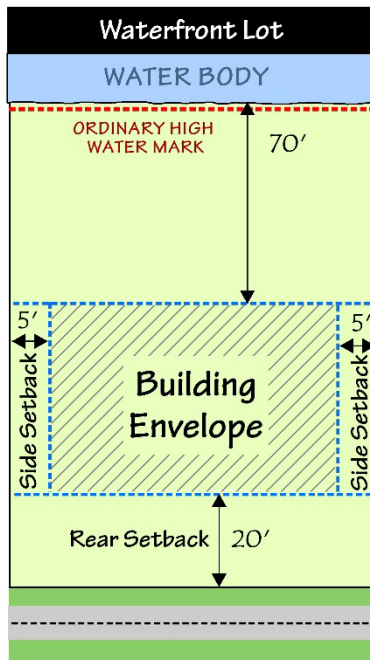 Waterfront Lot
WATER BODY
ORDINARY HIGH
WATER MARK
70'
5'
5'
Side Setback
Side Setback
Building
Envelope
Rear Setback
20'